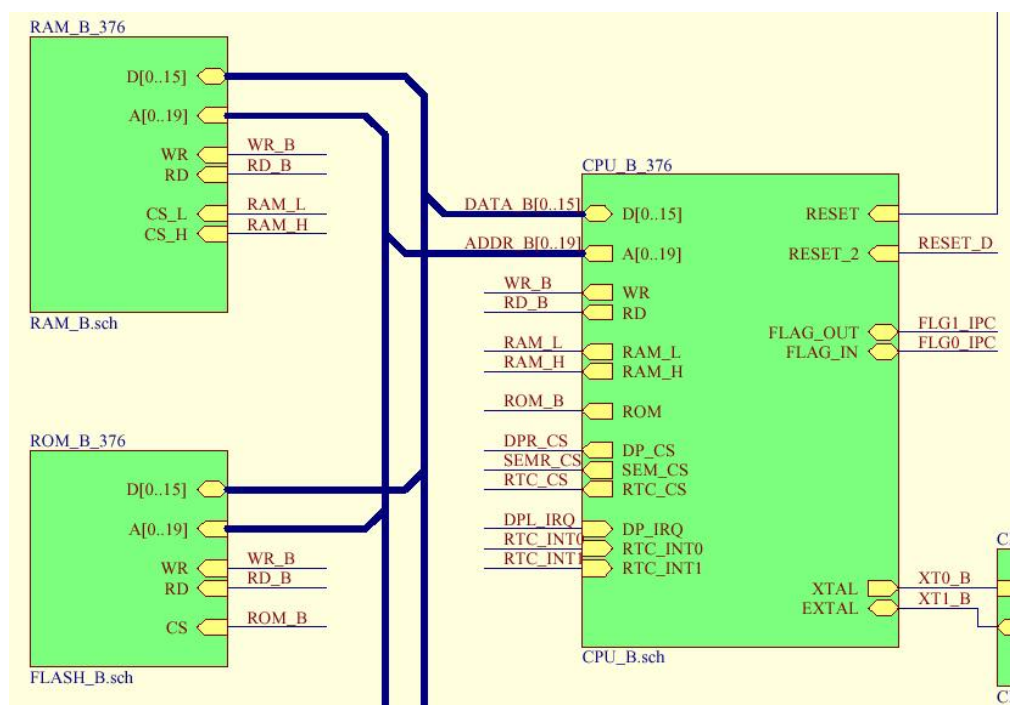 RAM_B_376
D[0..15]
A[0..19]
WR WR_B
RD RD_B
CS_L RAM_L
CS_H RAM_H
RAM_B.sch
ROM_B_376
D[0..15]
A[0..19]
WR WR_B
RD RD_B
CS ROM_B
FLASH_B.sch
CPU_B_376
DATA_B[0..15] D[0..15] RESET
ADDR_B[0..19] A[0..19] RESET_2 RESET_D
WR_B WR
RD_B RD
FLAG_OUT FLG1_IPC
RAM_L RAM_L FLAG_IN FLG0_IPC
RAM_H RAM_H
ROM_B ROM
DPR_CS DP_CS
SEMR_CS SEM_CS
RTC_CS RTC_CS
DPL_IRQ DP_IRQ
RTC_INT0 RTC_INT0
RTC_INT1 RTC_INT1
XTAL XT0_B
EXTAL XT1_B
CPU_B.sch